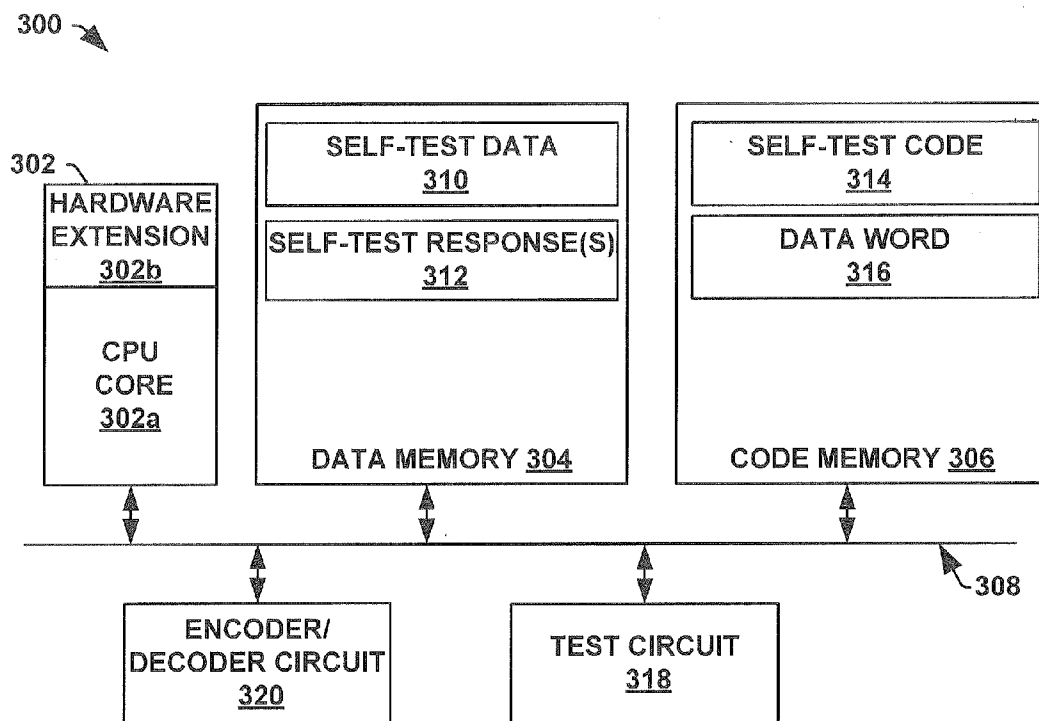 300
302
HARDWARE
EXTENSION
302b
CPU
CORE
302a
SELF-TEST DATA
310
SELF-TEST RESPONSE(S)
312
DATA MEMORY 304
SELF-TEST CODE
314
DATA WORD
316
CODE MEMORY 306
308
ENCODER/
DECODER CIRCUIT
320
TEST CIRCUIT
318